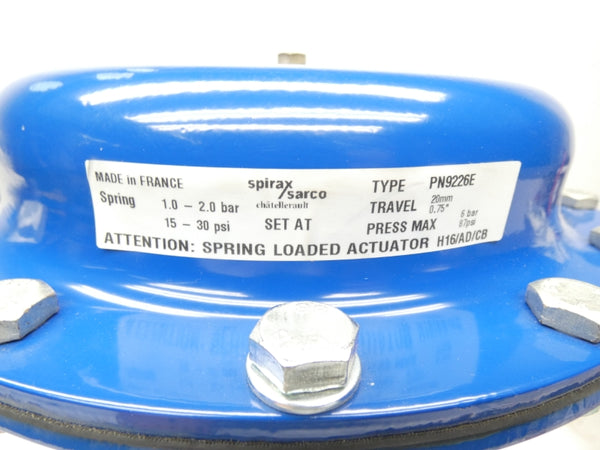 MADE in FRANCE
spirax
/sarco
châtellerault
TYPE PN9226E
Spring 1.0 – 2.0 bar
15 – 30 psi
SET AT
TRAVEL 20mm
0.75"
PRESS MAX 6 bar
87psi
ATTENTION: SPRING LOADED ACTUATOR H16/AD/CB